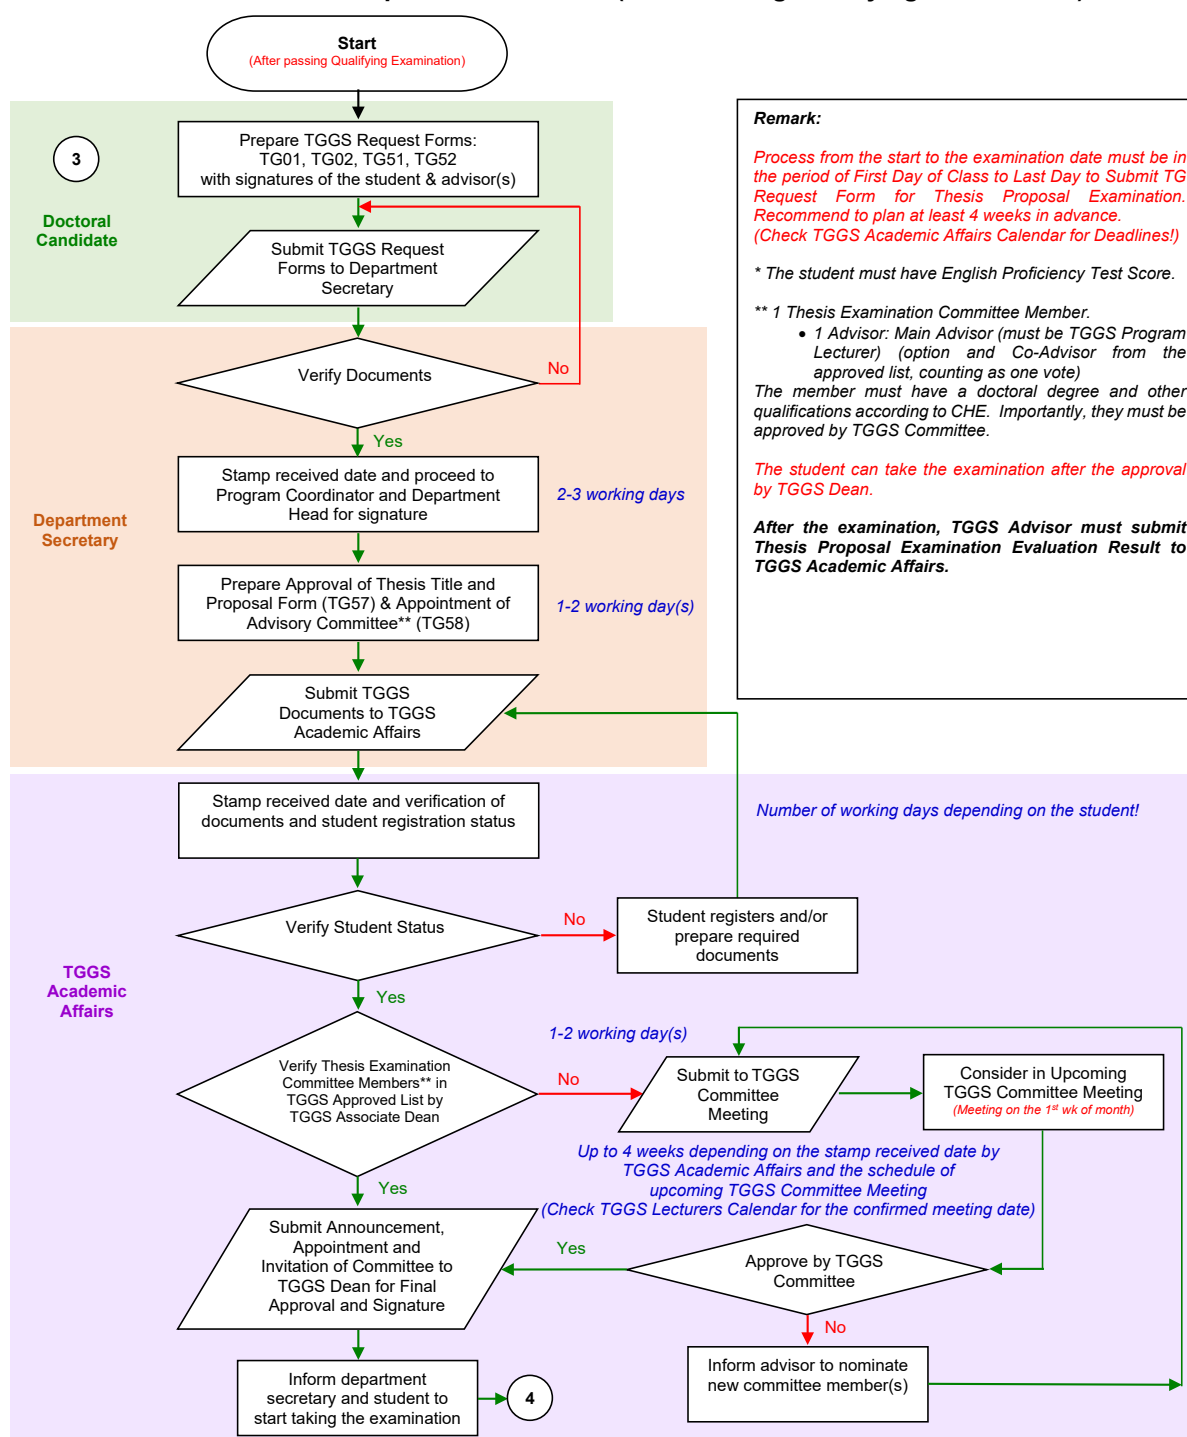 Start
(After passing Qualifying Examination)
3
Doctoral
Candidate
Prepare TGGS Request Forms:
TG01, TG02, TG51, TG52
with signatures of the student & advisor(s)
Submit TGGS Request
Forms to Department
Secretary
Verify Documents
No
Yes
Department
Secretary
Stamp received date and proceed to
Program Coordinator and Department
Head for signature
2-3 working days
Prepare Approval of Thesis Title and
Proposal Form (TG57) & Appointment of
Advisory Committee** (TG58)
1-2 working day(s)
Submit TGGS
Documents to TGGS
Academic Affairs
Remark:
Process from the start to the examination date must be in
the period of First Day of Class to Last Day to Submit TG
Request Form for Thesis Proposal Examination.
Recommend to plan at least 4 weeks in advance.
(Check TGGS Academic Affairs Calendar for Deadlines!)
* The student must have English Proficiency Test Score.
** 1 Thesis Examination Committee Member.
• 1 Advisor: Main Advisor (must be TGGS Program
Lecturer) (option and Co-Advisor from the
approved list, counting as one vote)
The member must have a doctoral degree and other
qualifications according to CHE. Importantly, they must be
approved by TGGS Committee.
The student can take the examination after the approval
by TGGS Dean.
After the examination, TGGS Advisor must submit
Thesis Proposal Examination Evaluation Result to
TGGS Academic Affairs.
TGGS
Academic
Affairs
Stamp received date and verification of
documents and student registration status
Number of working days depending on the student!
Verify Student Status
No
Student registers and/or
prepare required
documents
Yes
1-2 working day(s)
Verify Thesis Examination
Committee Members** in
TGGS Approved List by
TGGS Associate Dean
No
Submit to TGGS
Committee
Meeting
Consider in Upcoming
TGGS Committee Meeting
(Meeting on the 1st wk of month)
Up to 4 weeks depending on the stamp received date by
TGGS Academic Affairs and the schedule of
upcoming TGGS Committee Meeting
(Check TGGS Lecturers Calendar for the confirmed meeting date)
Yes
Submit Announcement,
Appointment and
Invitation of Committee to
TGGS Dean for Final
Approval and Signature
Yes
Approve by TGGS
Committee
No
Inform advisor to nominate
new committee member(s)
Inform department
secretary and student to
start taking the examination
4